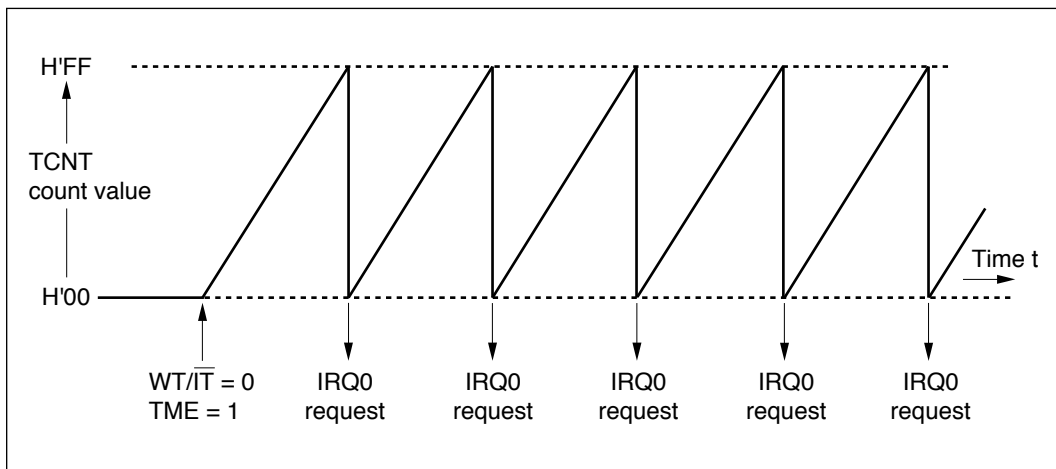 H'FF
TCNT
count value
H'00
Time t
WT/I̅T̅ = 0
TME = 1
IRQ0
request
IRQ0
request
IRQ0
request
IRQ0
request
IRQ0
request